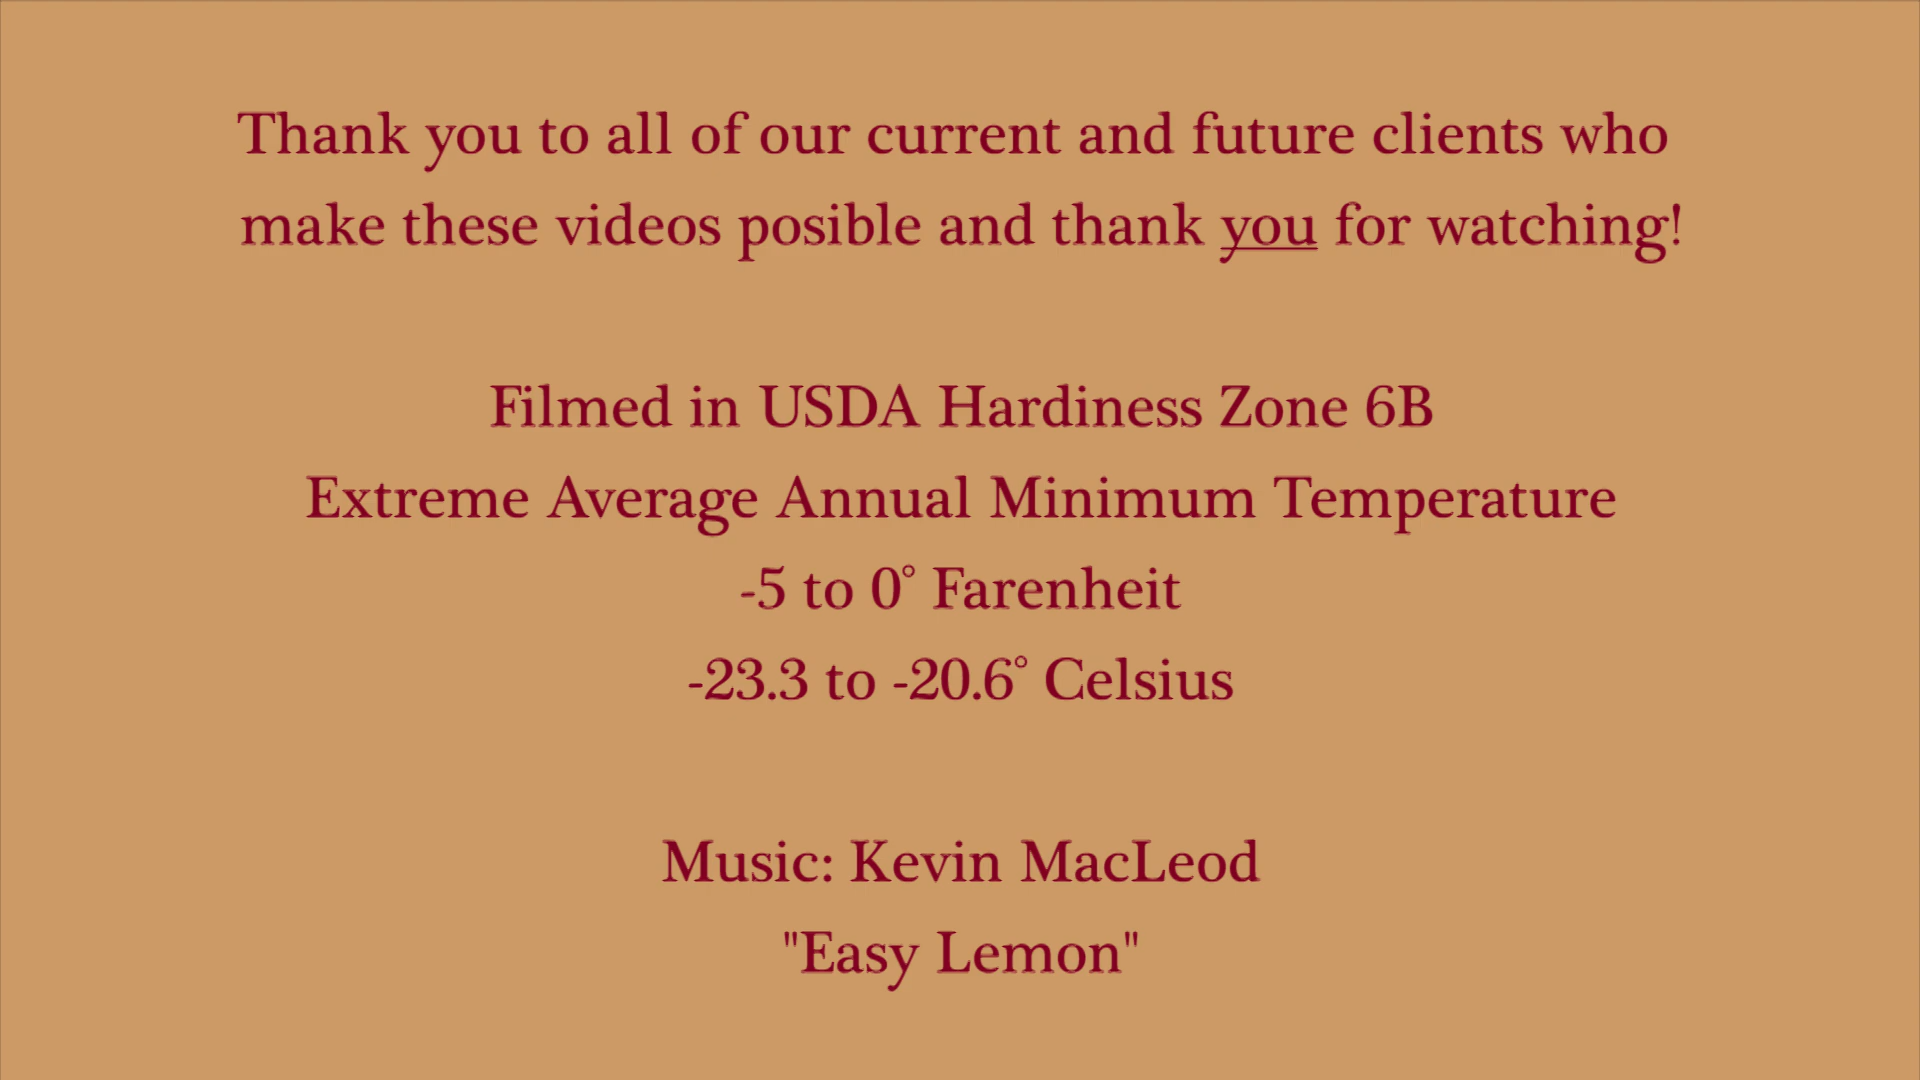 Thank you to all of our current and future clients who
make these videos posible and thank you for watching!
Filmed in USDA Hardiness Zone 6B
Extreme Average Annual Minimum Temperature
-5 to 0° Farenheit
-23.3 to -20.6° Celsius
Music: Kevin MacLeod
"Easy Lemon"